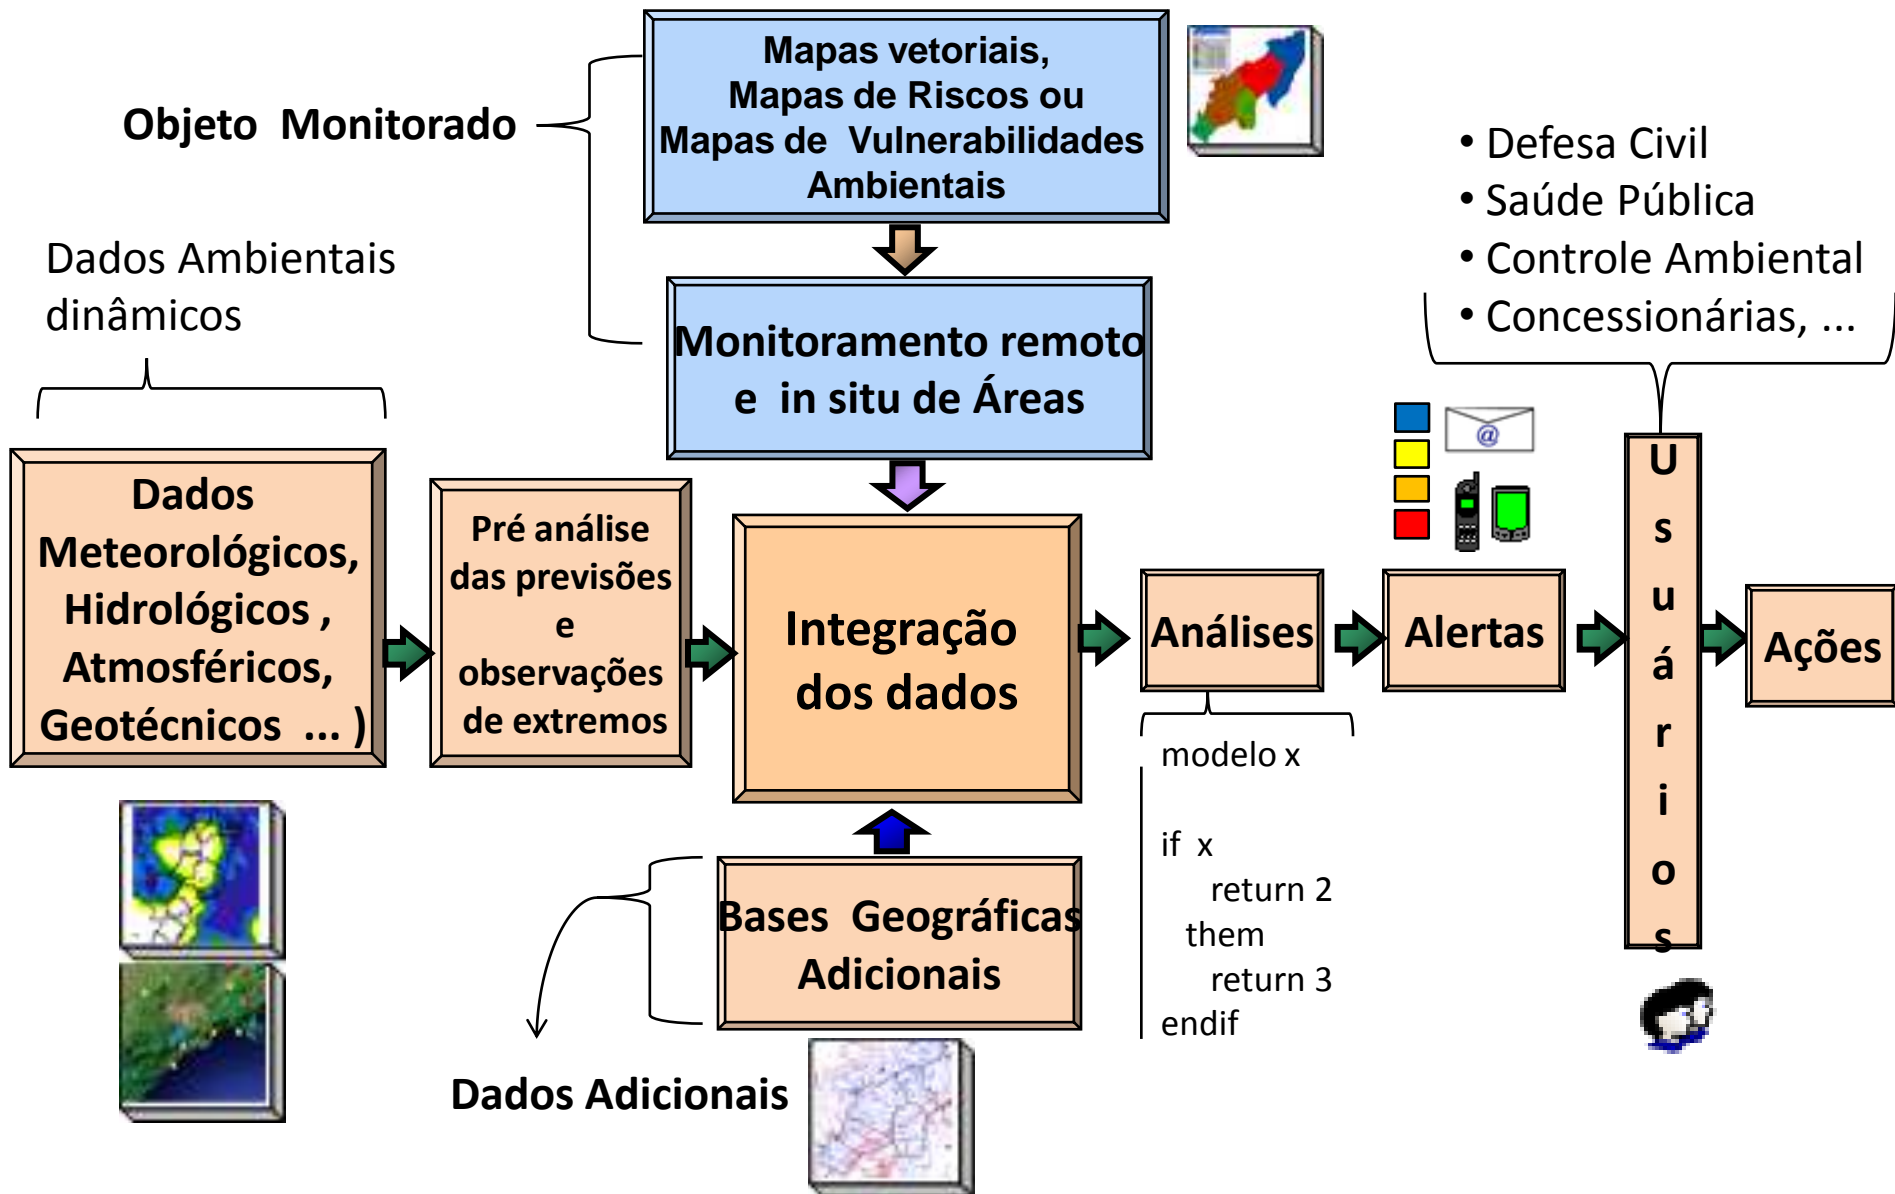 Mapas vetoriais,
Mapas de Riscos ou
Mapas de Vulnerabilidades
Ambientais
Objeto Monitorado
• Defesa Civil
• Saúde Pública
• Controle Ambiental
• Concessionárias, ...
Dados Ambientais
dinâmicos
Monitoramento remoto
e in situ de Áreas
@
Dados
Meteorológicos,
Hidrológicos ,
Atmosféricos,
Geotécnicos ... )
Pré análise
das previsões
e
observações
de extremos
Integração
dos dados
Análises
Alertas
U
s
u
á
r
i
o
s
Ações
modelo x
if x
return 2
them
return 3
endif
Bases Geográficas
Adicionais
Dados Adicionais